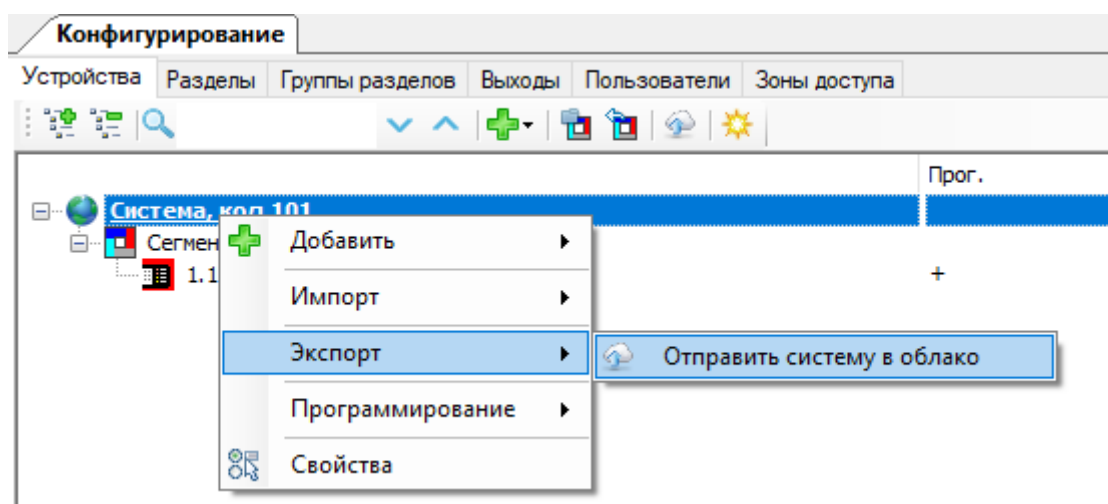 Конфигурирование
Устройства Разделы Группы разделов Выходы Пользователи Зоны доступа
Прог.
Система, код 101
Добавить
Сегмен
1.1
+
Импорт
Экспорт
Отправить систему в облако
Программирование
Свойства